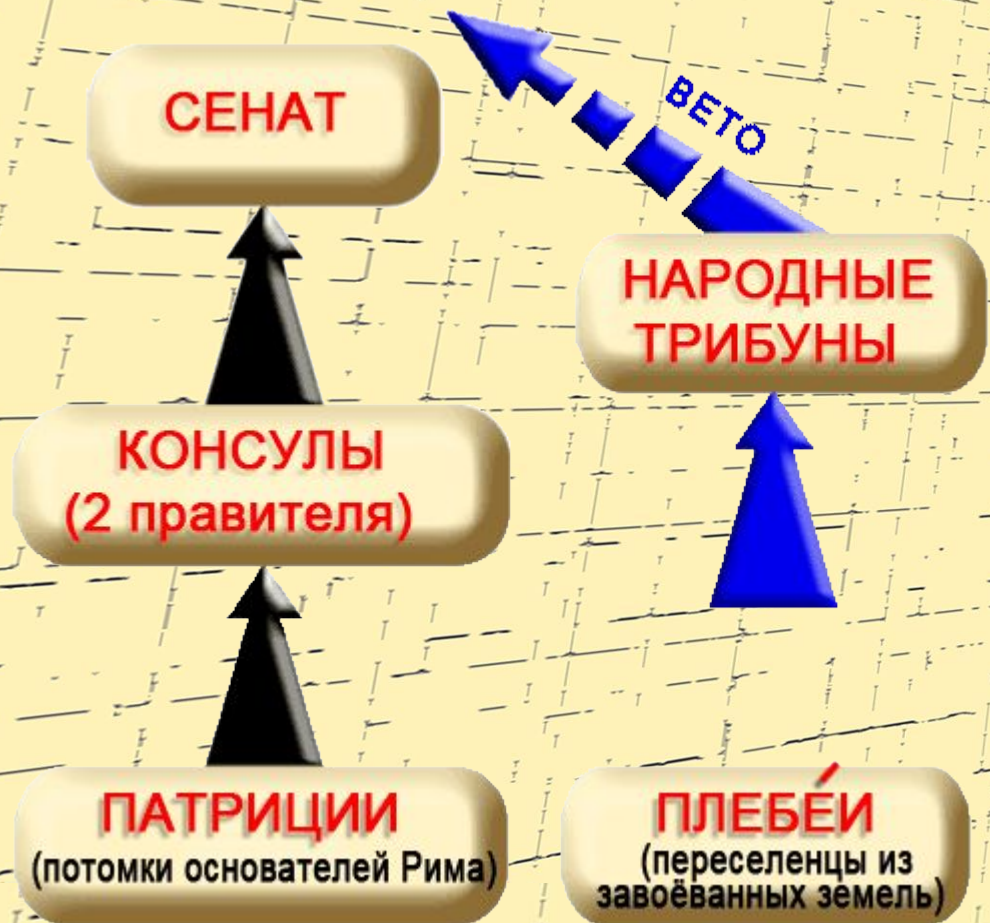 СЕНАТ
ВЕТО
НАРОДНЫЕ
ТРИБУНЫ
КОНСУЛЫ
(2 правителя)
ПАТРИЦИИ
(потомки основателей Рима)
ПЛЕБЕ́И
(переселенцы из
завоёванных земель)